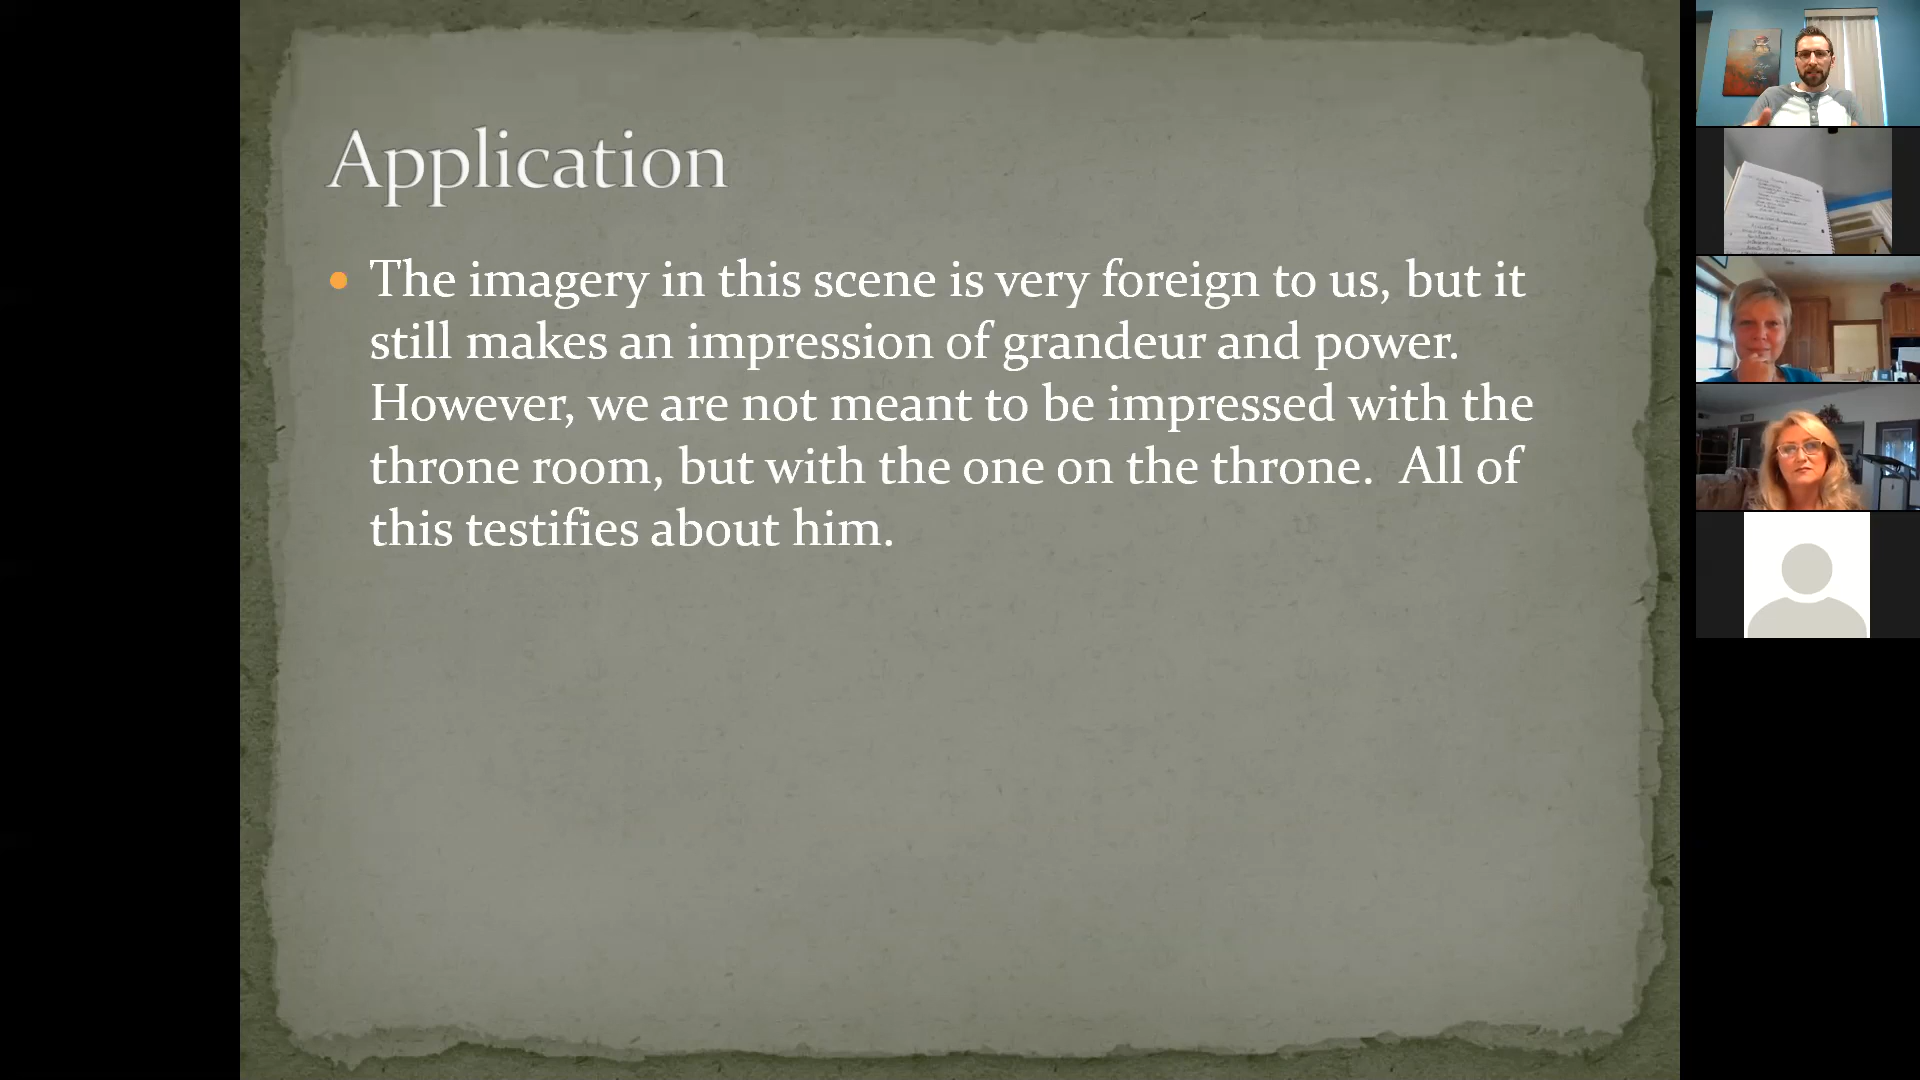 Application
The imagery in this scene is very foreign to us, but it
still makes an impression of grandeur and power.
However, we are not meant to be impressed with the
throne room, but with the one on the throne.  All of
this testifies about him.